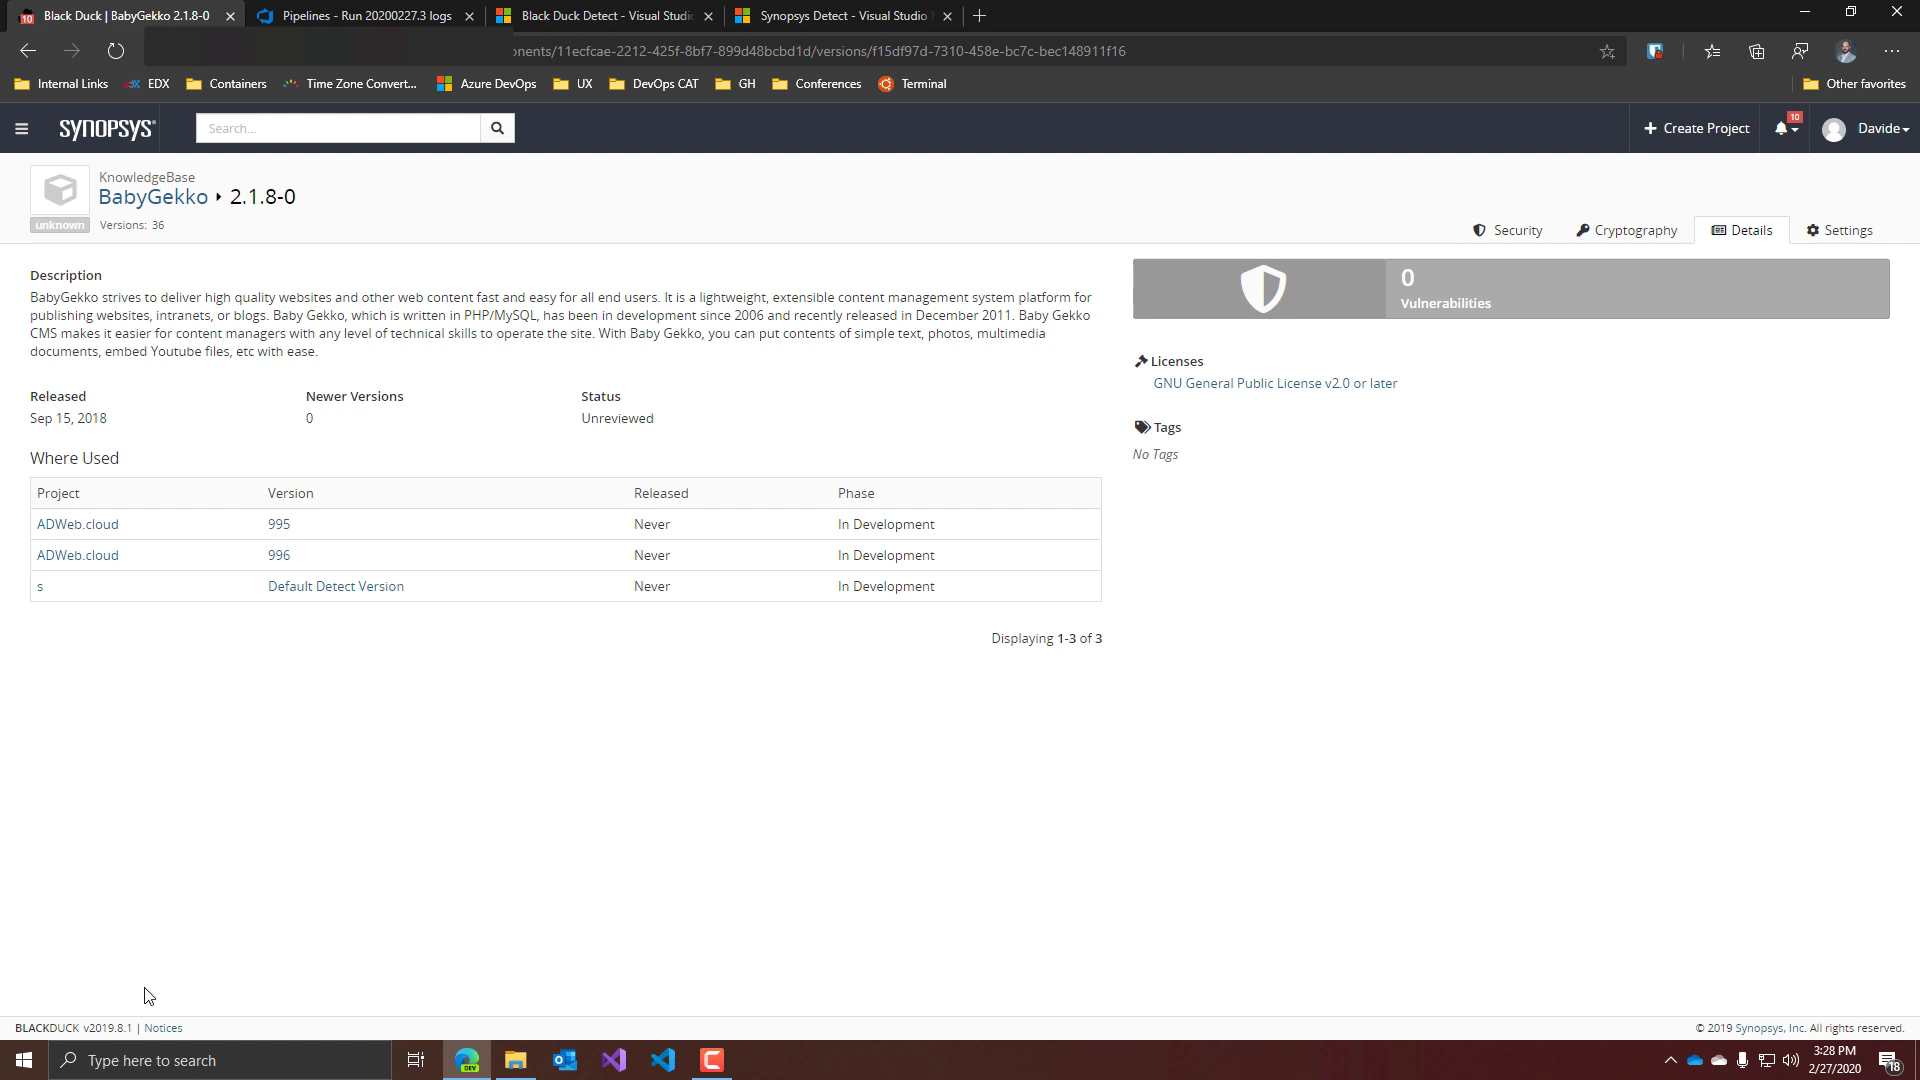 10 Black Duck | BabyGekko 2.1.8-0
Pipelines - Run 20200227.3 logs
Black Duck Detect - Visual Studi
Synopsys Detect - Visual Studio
nents/11ecfcae-2212-425f-8bf7-899d48bcbd1d/versions/f15df97d-7310-458e-bc7c-bec148911f16
Internal Links
EDX
Containers
Time Zone Convert...
Azure DevOps
UX
DevOps CAT
GH
Conferences
Terminal
Other favorites
SYNOPSYS®
Search...
Create Project
10
Davide
KnowledgeBase
BabyGekko ▸ 2.1.8-0
unknown
Versions: 36
Security
Cryptography
Details
Settings
Description
BabyGekko strives to deliver high quality websites and other web content fast and easy for all end users. It is a lightweight, extensible content management system platform for
publishing websites, intranets, or blogs. Baby Gekko, which is written in PHP/MySQL, has been in development since 2006 and recently released in December 2011. Baby Gekko
CMS makes it easier for content managers with any level of technical skills to operate the site. With Baby Gekko, you can put contents of simple text, photos, multimedia
documents, embed Youtube files, etc with ease.
Released
Newer Versions
Status
Sep 15, 2018
0
Unreviewed
Where Used
Project Version Released Phase
ADWeb.cloud 995 Never In Development
ADWeb.cloud 996 Never In Development
s Default Detect Version Never In Development
Displaying 1-3 of 3
0
Vulnerabilities
Licenses
GNU General Public License v2.0 or later
Tags
No Tags
BLACKDUCK v2019.8.1 | Notices
© 2019 Synopsys, Inc. All rights reserved.
Type here to search
DEV
3:28 PM
2/27/2020
18